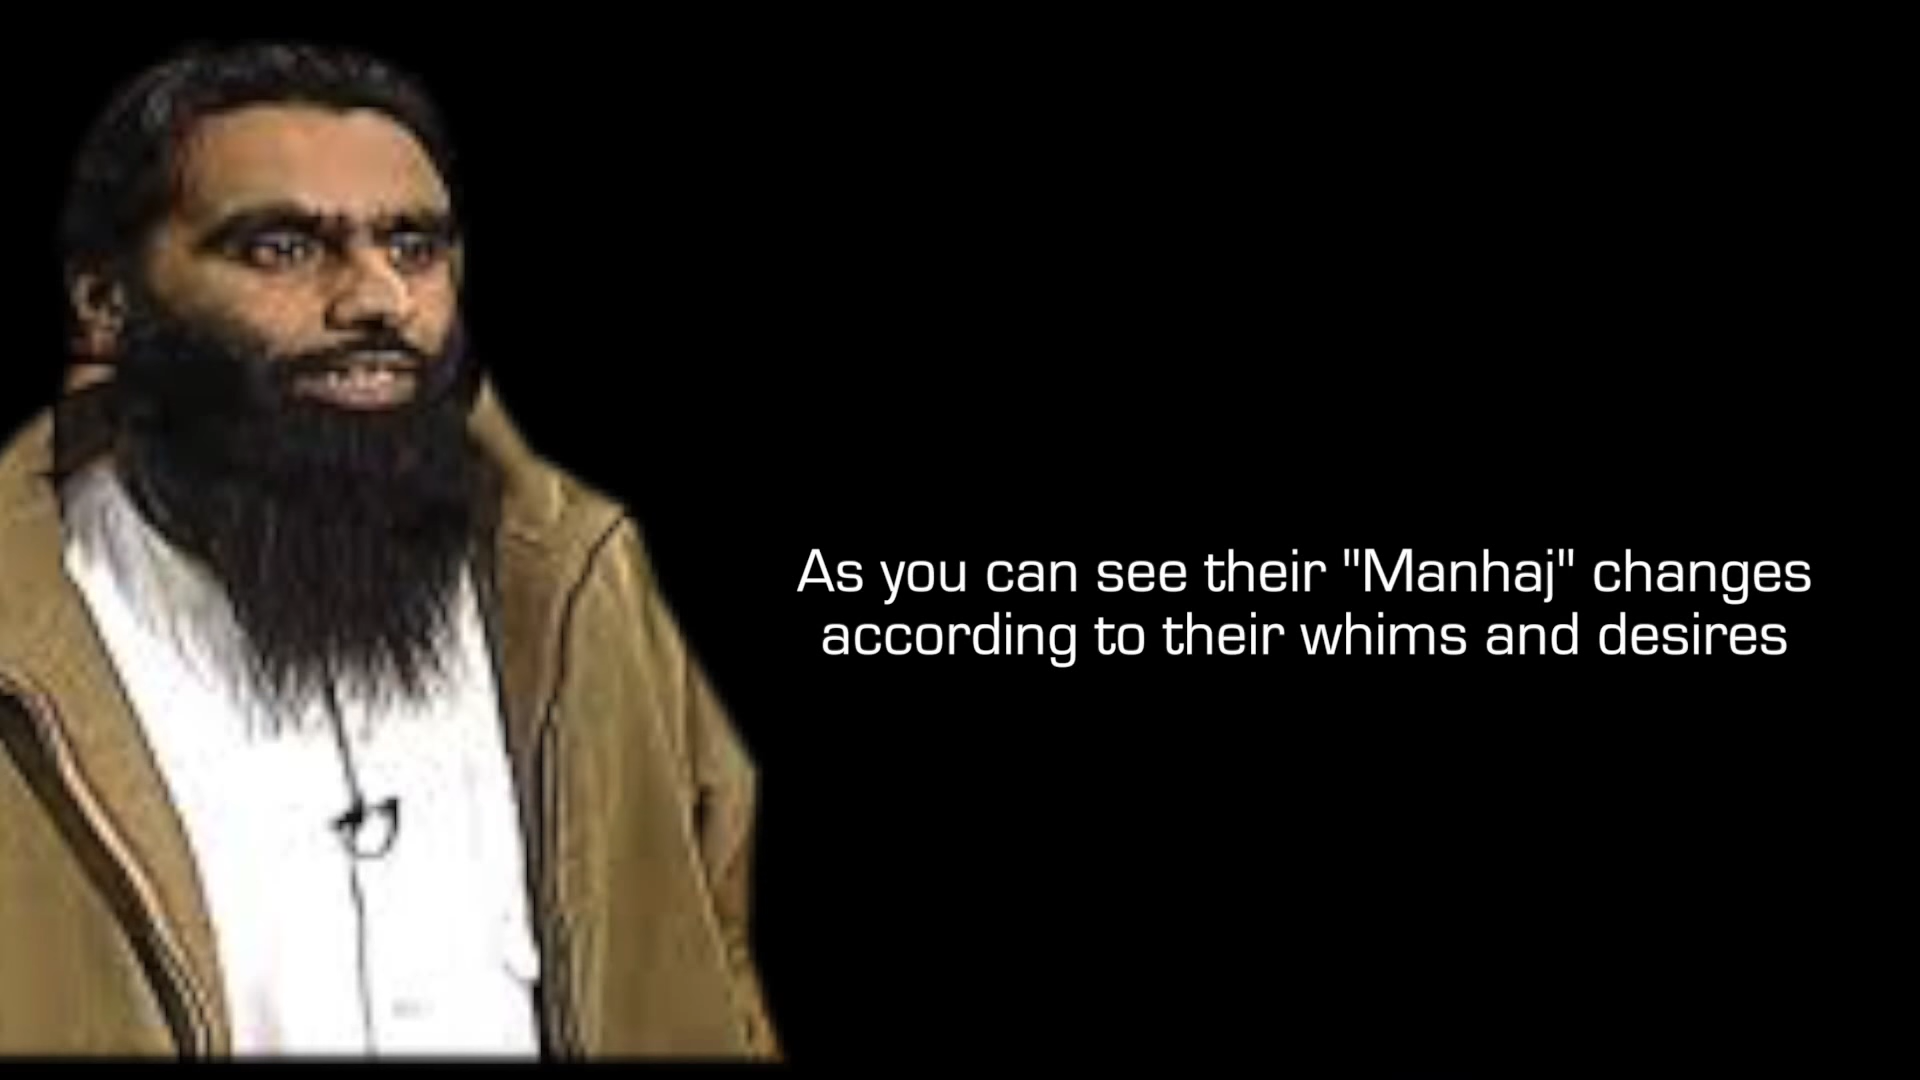 As you can see their "Manhaj" changes
according to their whims and desires